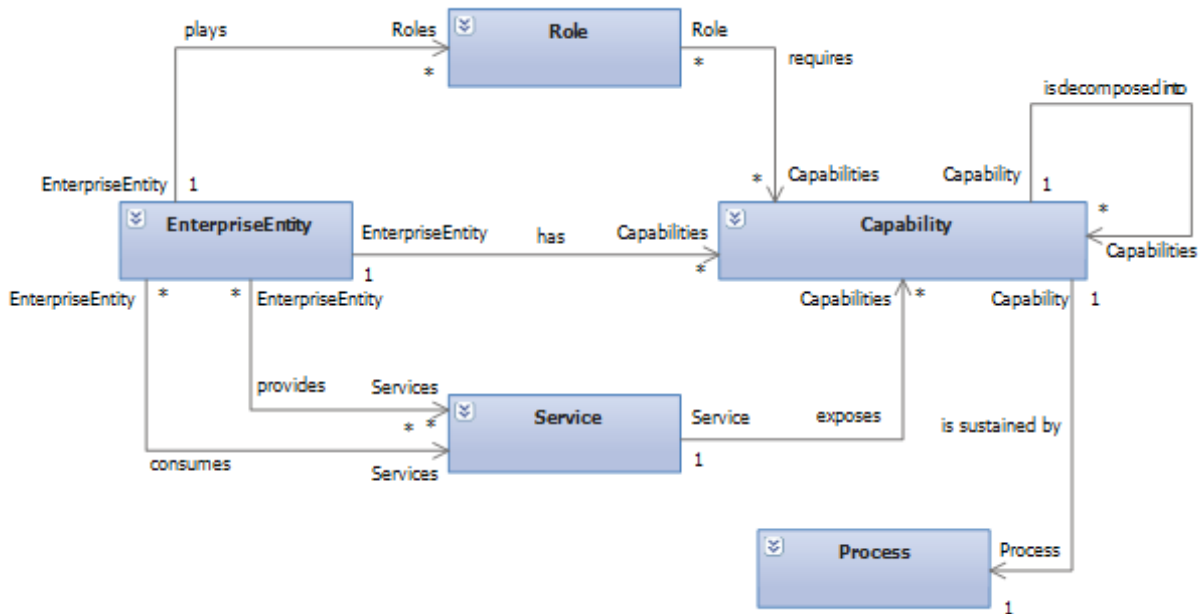 plays
Roles
*
Role
Role
*
requires
isdecomposedinto
EnterpriseEntity
1
*
Capabilities
Capability
1
*
Capabilities
EnterpriseEntity
EnterpriseEntity
1
has
Capabilities
*
Capability
EnterpriseEntity
*
*
EnterpriseEntity
Capabilities
*
Capability
1
provides
Services
*
*
Service
Service
1
exposes
is sustained by
consumes
Services
Process
Process
1